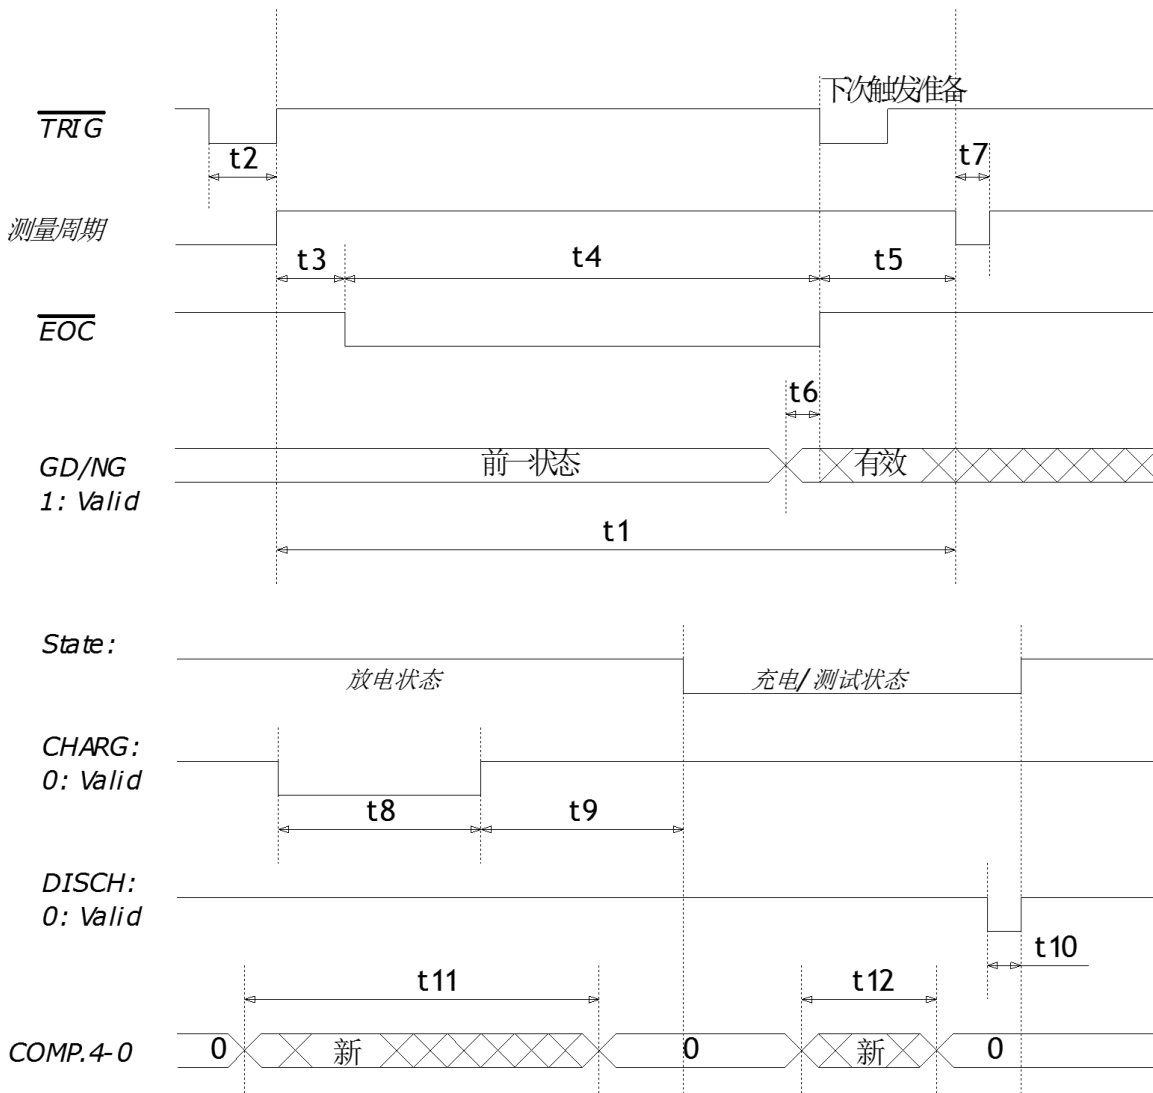 下次触发准备
TRIG
t2
t7
测量周期
t3
t4
t5
EOC
t6
GD/NG
1: Valid
前一状态
有效
t1
State:
放电状态
充电/测试状态
CHARG:
0: Valid
t8
t9
DISCH:
0: Valid
t10
t11
t12
COMP.4-0
0
新
0
新
0